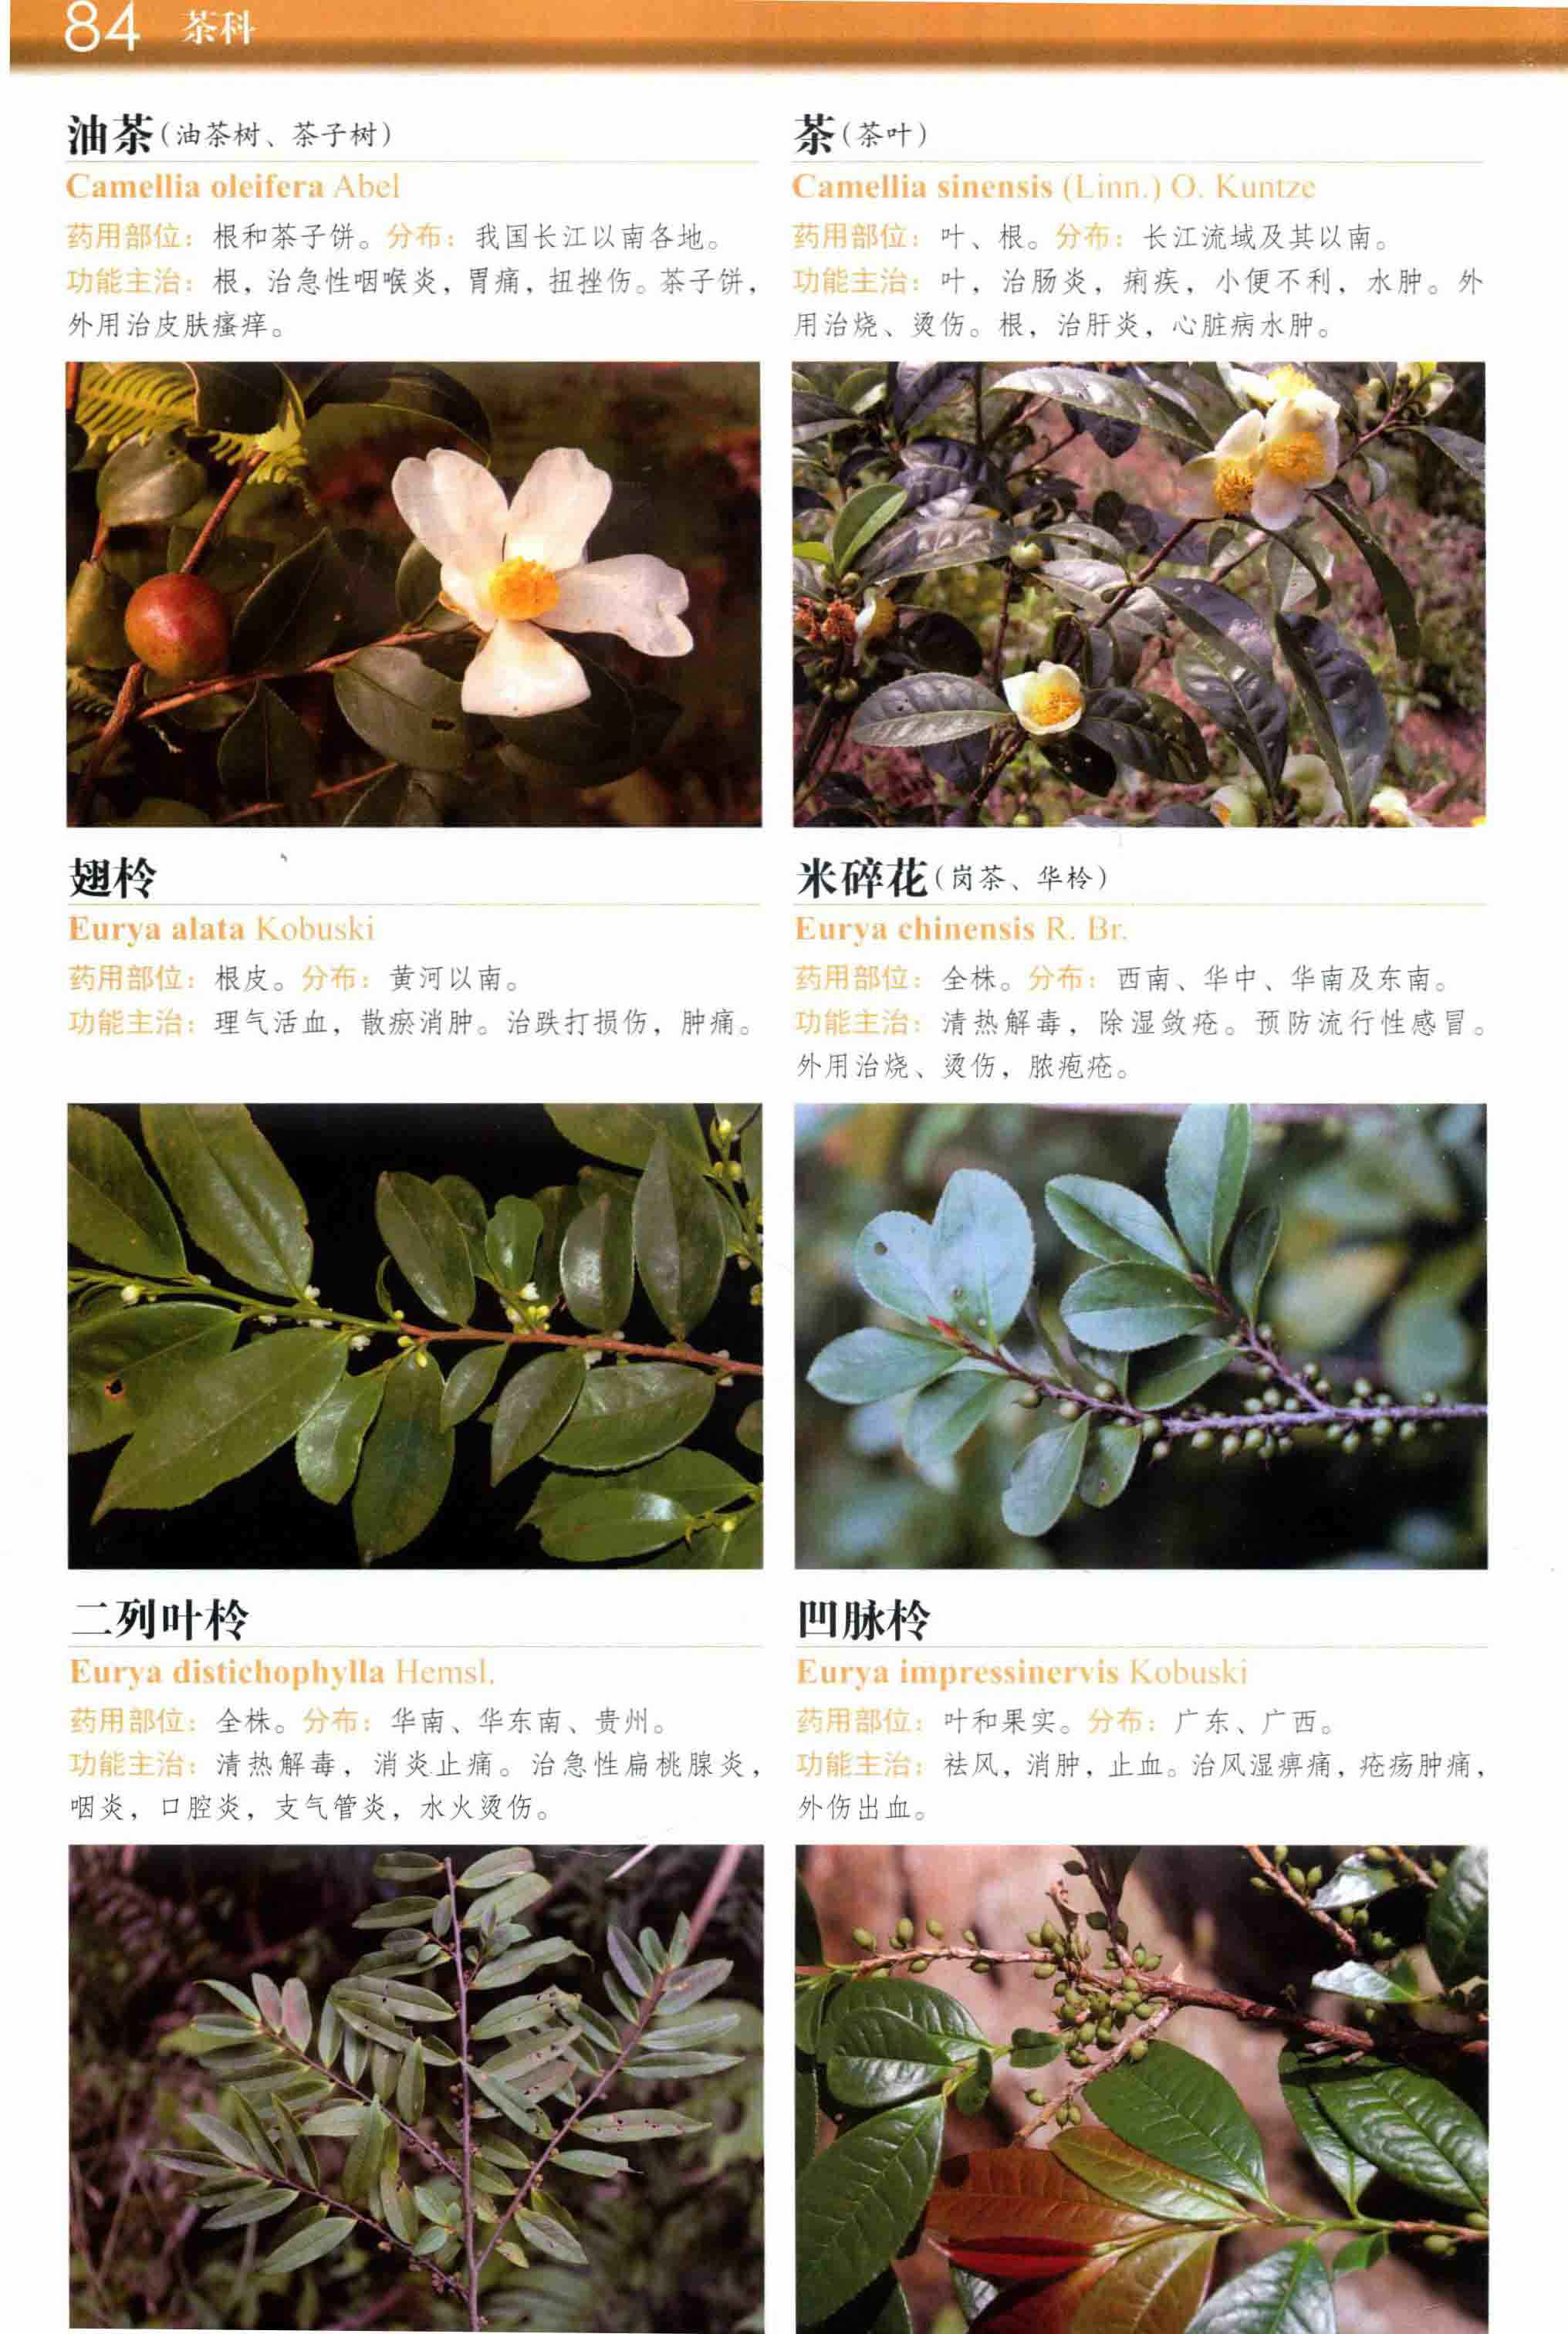 84 茶科
油茶(油茶树、茶子树)
Camellia oleifera Abel
药用部位：根和茶子饼。分布：我国长江以南各地。
功能主治：根，治急性咽喉炎，胃痛，扭挫伤。茶子饼，
外用治皮肤瘙痒。
茶(茶叶)
Camellia sinensis (Linn.) O. Kuntze
药用部位：叶、根。分布：长江流域及其以南。
功能主治：叶，治肠炎，痢疾，小便不利，水肿。外
用治烧、烫伤。根，治肝炎，心脏病水肿。
翅柃
Eurya alata Kobuski
药用部位：根皮。分布：黄河以南。
功能主治：理气活血，散瘀消肿。治跌打损伤，肿痛。
米碎花(岗茶、华柃)
Eurya chinensis R. Br.
药用部位：全株。分布：西南、华中、华南及东南。
功能主治：清热解毒，除湿敛疮。预防流行性感冒。
外用治烧、烫伤，脓疱疮。
二列叶柃
Eurya distichophylla Hemsl.
药用部位：全株。分布：华南、华东南、贵州。
功能主治：清热解毒，消炎止痛。治急性扁桃腺炎，
咽炎，口腔炎，支气管炎，水火烫伤。
凹脉柃
Eurya impressinervis Kobuski
药用部位：叶和果实。分布：广东、广西。
功能主治：祛风，消肿，止血。治风湿痹痛，疮疡肿痛，
外伤出血。